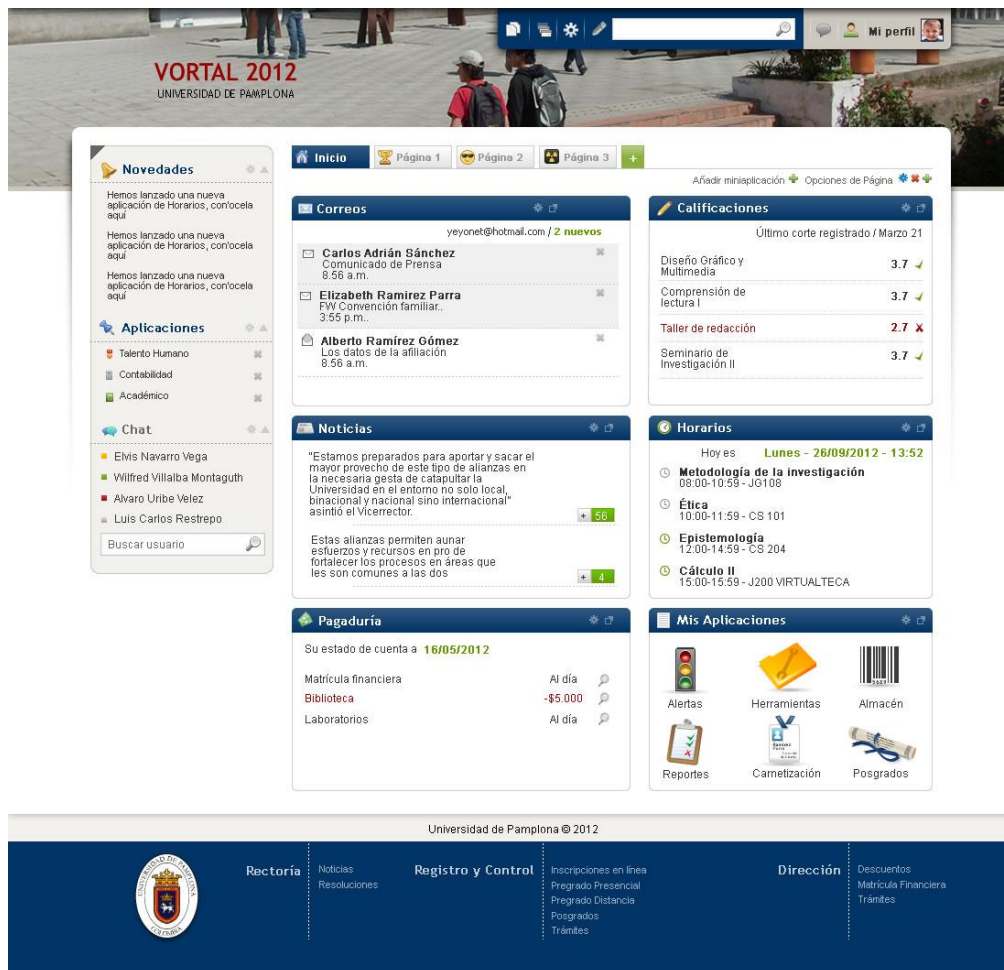 Mi perfil
VORTAL 2012
UNIVERSIDAD DE PAMPLONA
Novedades
Hemos lanzado una nueva
aplicación de Horarios, con'ocela
aquí
Hemos lanzado una nueva
aplicación de Horarios, con'ocela
aquí
Hemos lanzado una nueva
aplicación de Horarios, con'ocela
aquí
Aplicaciones
Talento Humano
Contabilidad
Académico
Chat
Elvis Navarro Vega
Wilfred Villalba Montaguth
Alvaro Uribe Velez
Luis Carlos Restrepo
Buscar usuario
Inicio
Página 1
Página 2
Página 3
+
Añadir miniaplicación
Opciones de Página
Correos
yeyonet@hotmail.com / 2 nuevos
Carlos Adrián Sánchez
Comunicado de Prensa
8.56 a.m.
Elizabeth Ramirez Parra
FW Convención familiar..
3:55 p.m..
Alberto Ramírez Gómez
Los datos de la afiliación
8.56 a.m.
Calificaciones
Último corte registrado / Marzo 21
Diseño Gráfico y
Multimedia
3.7
Comprensión de
lectura I
3.7
Taller de redacción 2.7
Seminario de
Investigación II
3.7
Noticias
"Estamos preparados para aportar y sacar el
mayor provecho de este tipo de alianzas en
la necesaria gesta de catapultar la
Universidad en el entorno no solo local,
binacional y nacional sino internacional"
asintió el Vicerrector.
+ 56
Estas alianzas permiten aunar
esfuerzos y recursos en pro de
fortalecer los procesos en áreas que
les son comunes a las dos
+ 4
Horarios
Hoy es Lunes - 26/09/2012 - 13:52
Metodología de la investigación
08:00-10:59 - JG108
Ética
10:00-11:59 - CS 101
Epistemología
12:00-14:59 - CS 204
Cálculo II
15:00-15:59 - J200 VIRTUALTECA
Pagaduría
Su estado de cuenta a 16/05/2012
Matrícula financiera Al día
Biblioteca -$5.000
Laboratorios Al día
Mis Aplicaciones
Alertas
Herramientas
Almacén
Reportes
Carnetización
Posgrados
Universidad de Pamplona © 2012
UNIVERSIDAD DE PAMPLONA
COLOMBIA
Rectoría
Noticias
Resoluciones
Registro y Control
Inscripciones en línea
Pregrado Presencial
Pregrado Distancia
Posgrados
Trámites
Dirección
Descuentos
Matrícula Financiera
Trámites